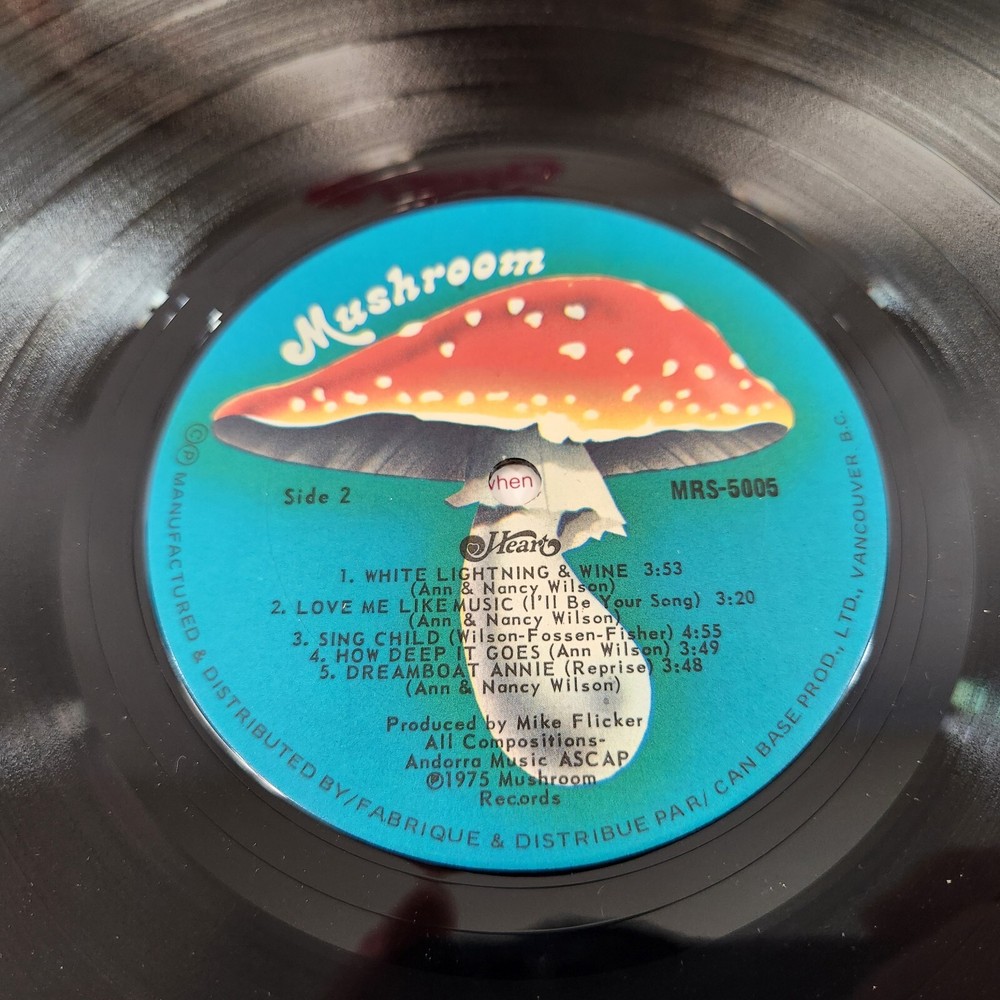 Mushroom
Side 2
MRS-5005
when
Heart
1. WHITE LIGHTNING & WINE 3:53
(Ann & Nancy Wilson)
2. LOVE ME LIKE MUSIC (I'll Be Your Song) 3:20
(Ann & Nancy Wilson)
3. SING CHILD (Wilson-Fossen-Fisher) 4:55
4. HOW DEEP IT GOES (Ann Wilson) 3:49
5. DREAMBOAT ANNIE (Reprise) 3:48
(Ann & Nancy Wilson)
Produced by Mike Flicker
All Compositions-
Andorra Music ASCAP
℗1975 Mushroom
Records
©℗ MANUFACTURED & DISTRIBUTED BY/FABRIQUE & DISTRIBUE PAR/ CAN BASE PROD., LTD., VANCOUVER B.C.